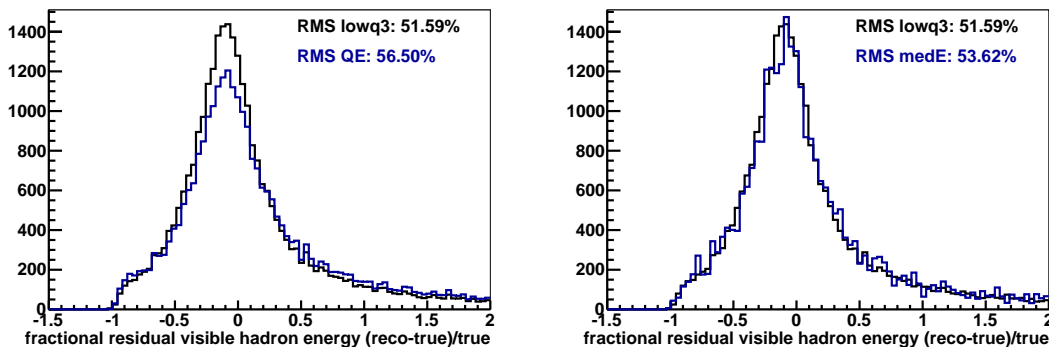 1400
1200
1000
800
600
400
200
0
-1.5 -1 -0.5 0 0.5 1 1.5 2
fractional residual visible hadron energy (reco-true)/true
RMS lowq3: 51.59%
RMS QE: 56.50%
1400
1200
1000
800
600
400
200
0
-1.5 -1 -0.5 0 0.5 1 1.5 2
fractional residual visible hadron energy (reco-true)/true
RMS lowq3: 51.59%
RMS medE: 53.62%